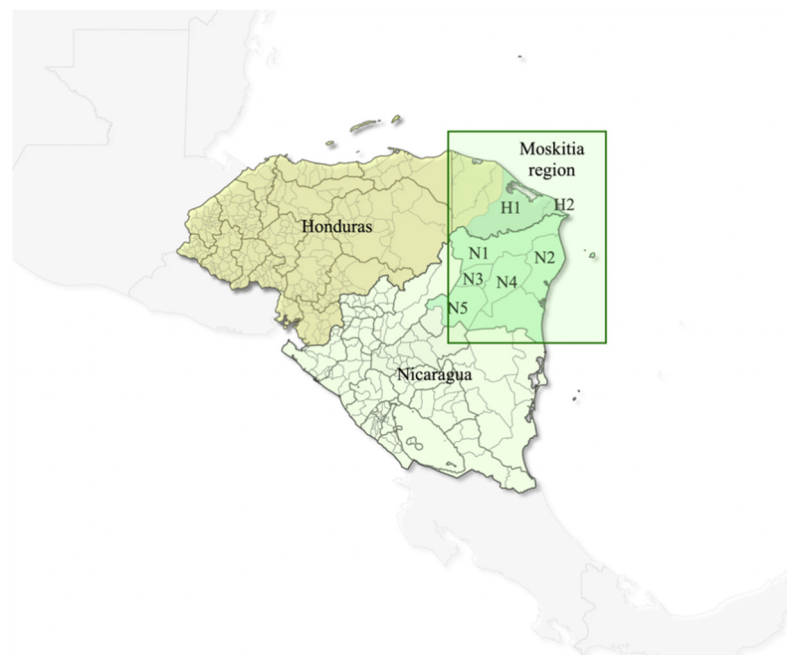 Moskitia
region
H1
H2
Honduras
N1
N2
N3
N4
N5
Nicaragua